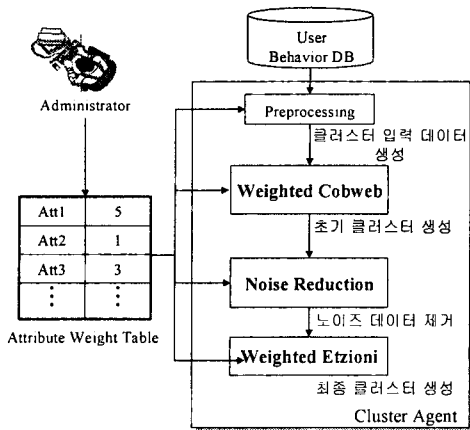 User
Behavior DB
Administrator
Preprocessing
클러스터 입력 데이터
생성
Weighted Cobweb
초기 클러스터 생성
Att1 5
Att2 1
Att3 3
⋮ ⋮
Attribute Weight Table
Noise Reduction
노이즈 데이터 제거
Weighted Etzioni
최종 클러스터 생성
Cluster Agent